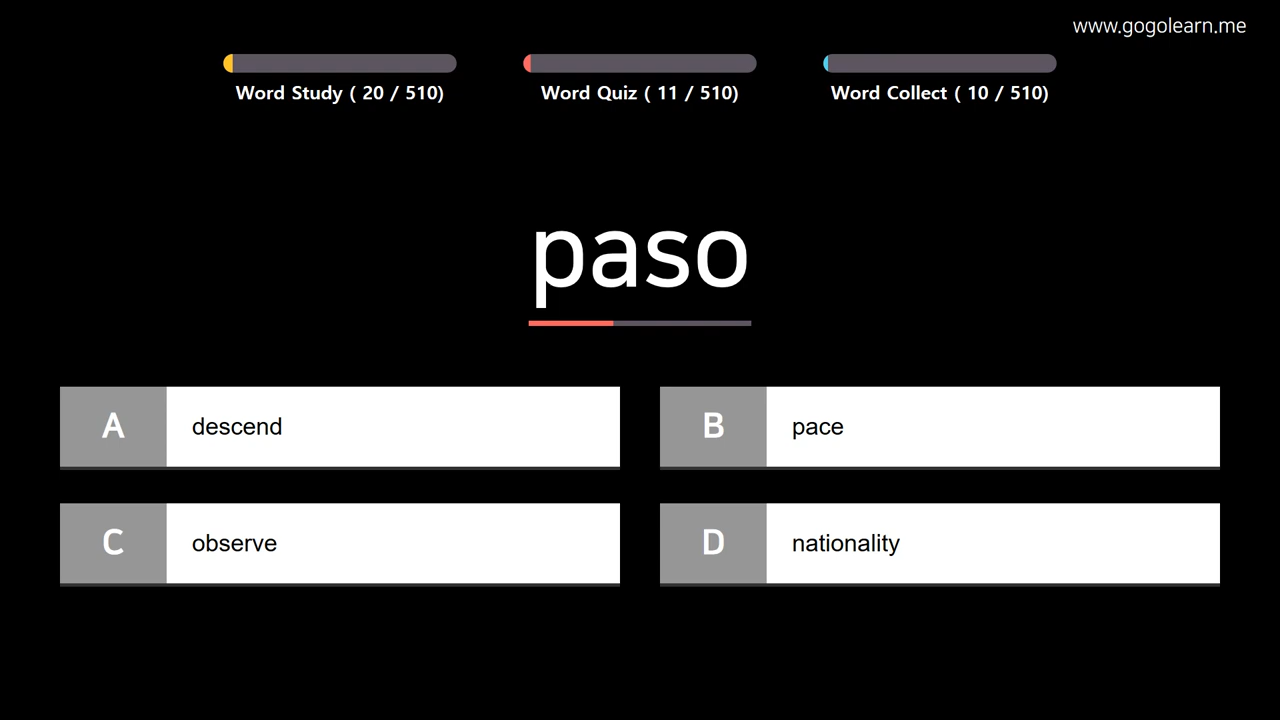 www.gogolearn.me
Word Study ( 20 / 510)
Word Quiz ( 11 / 510)
Word Collect ( 10 / 510)
paso
A descend
B pace
C observe
D nationality